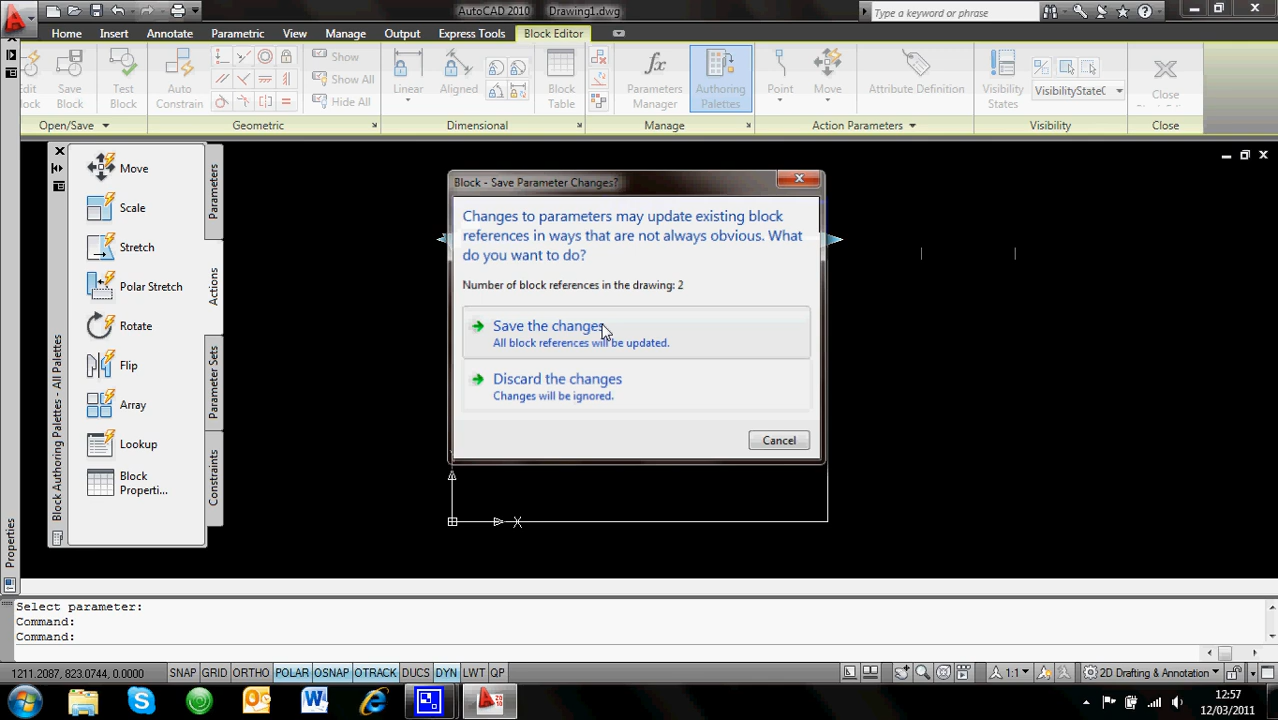 AutoCAD 2010 Drawing1.dwg
Type a keyword or phrase
Home Insert Annotate Parametric View Manage Output Express Tools Block Editor
Save Block
Test Block
Auto Constrain
Show
Show All
Hide All
Linear
Aligned
Block Table
Parameters Manager
Authoring Palettes
Point
Move
Attribute Definition
Visibility States
VisibilityState
Close
Open/Save Geometric Dimensional Manage Action Parameters Visibility Close
Move
Scale
Stretch
Polar Stretch
Rotate
Flip
Array
Lookup
Block
Properti...
Parameters
Actions
Parameter Sets
Constraints
Block Authoring Palettes - All Palettes
Properties
Block - Save Parameter Changes?
Changes to parameters may update existing block
references in ways that are not always obvious. What
do you want to do?
Number of block references in the drawing: 2
Save the changes
All block references will be updated.
Discard the changes
Changes will be ignored.
Cancel
X
Select parameter:
Command:
Command:
1211.2087, 823.0744, 0.0000 SNAP GRID ORTHO POLAR OSNAP OTRACK DUCS DYN LWT QP 1:1 2D Drafting & Annotation
12:57
12/03/2011